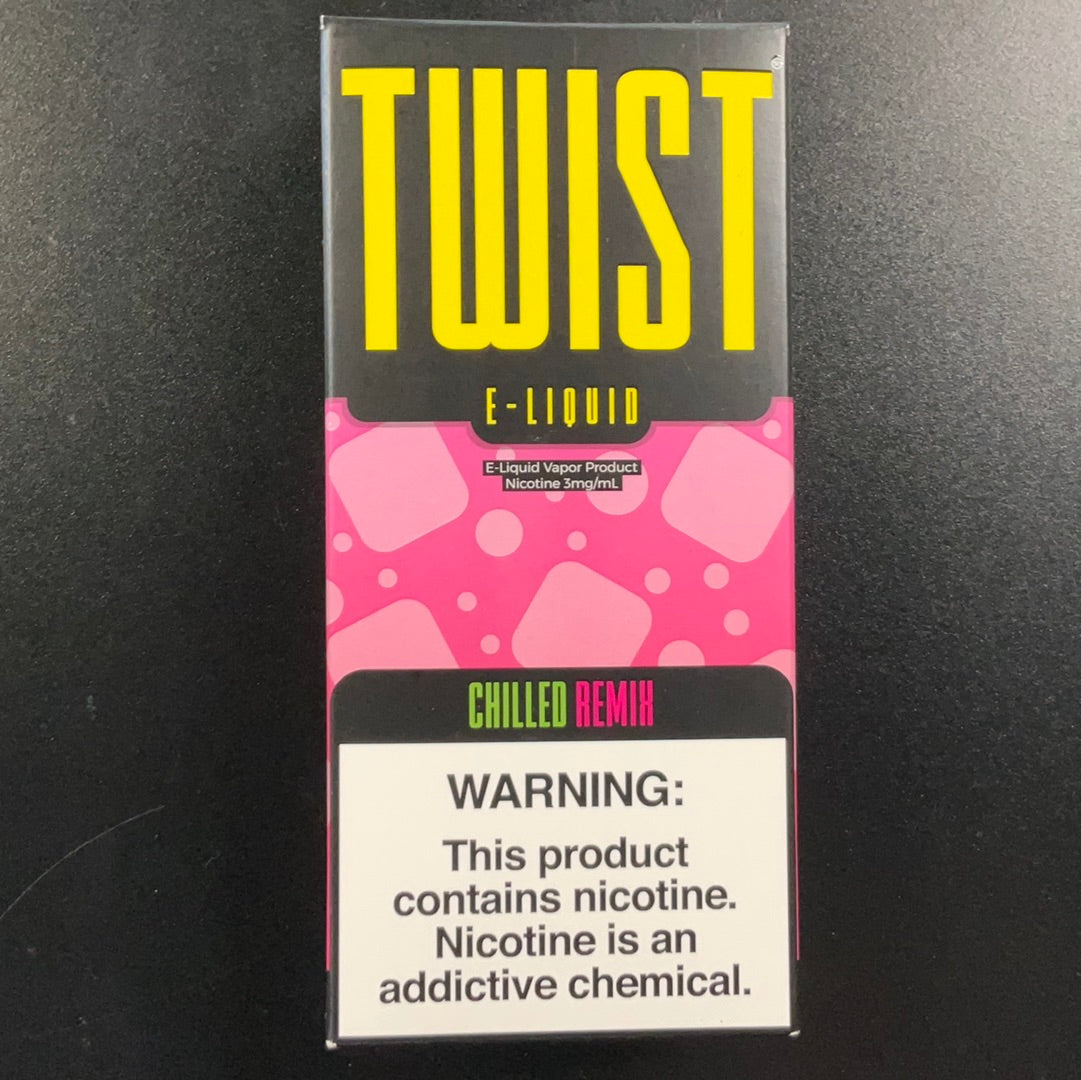 TWIST
E-LIQUID
E-Liquid Vapor Product
Nicotine 3mg/mL
CHILLED REMIX
WARNING:
This product
contains nicotine.
Nicotine is an
addictive chemical.